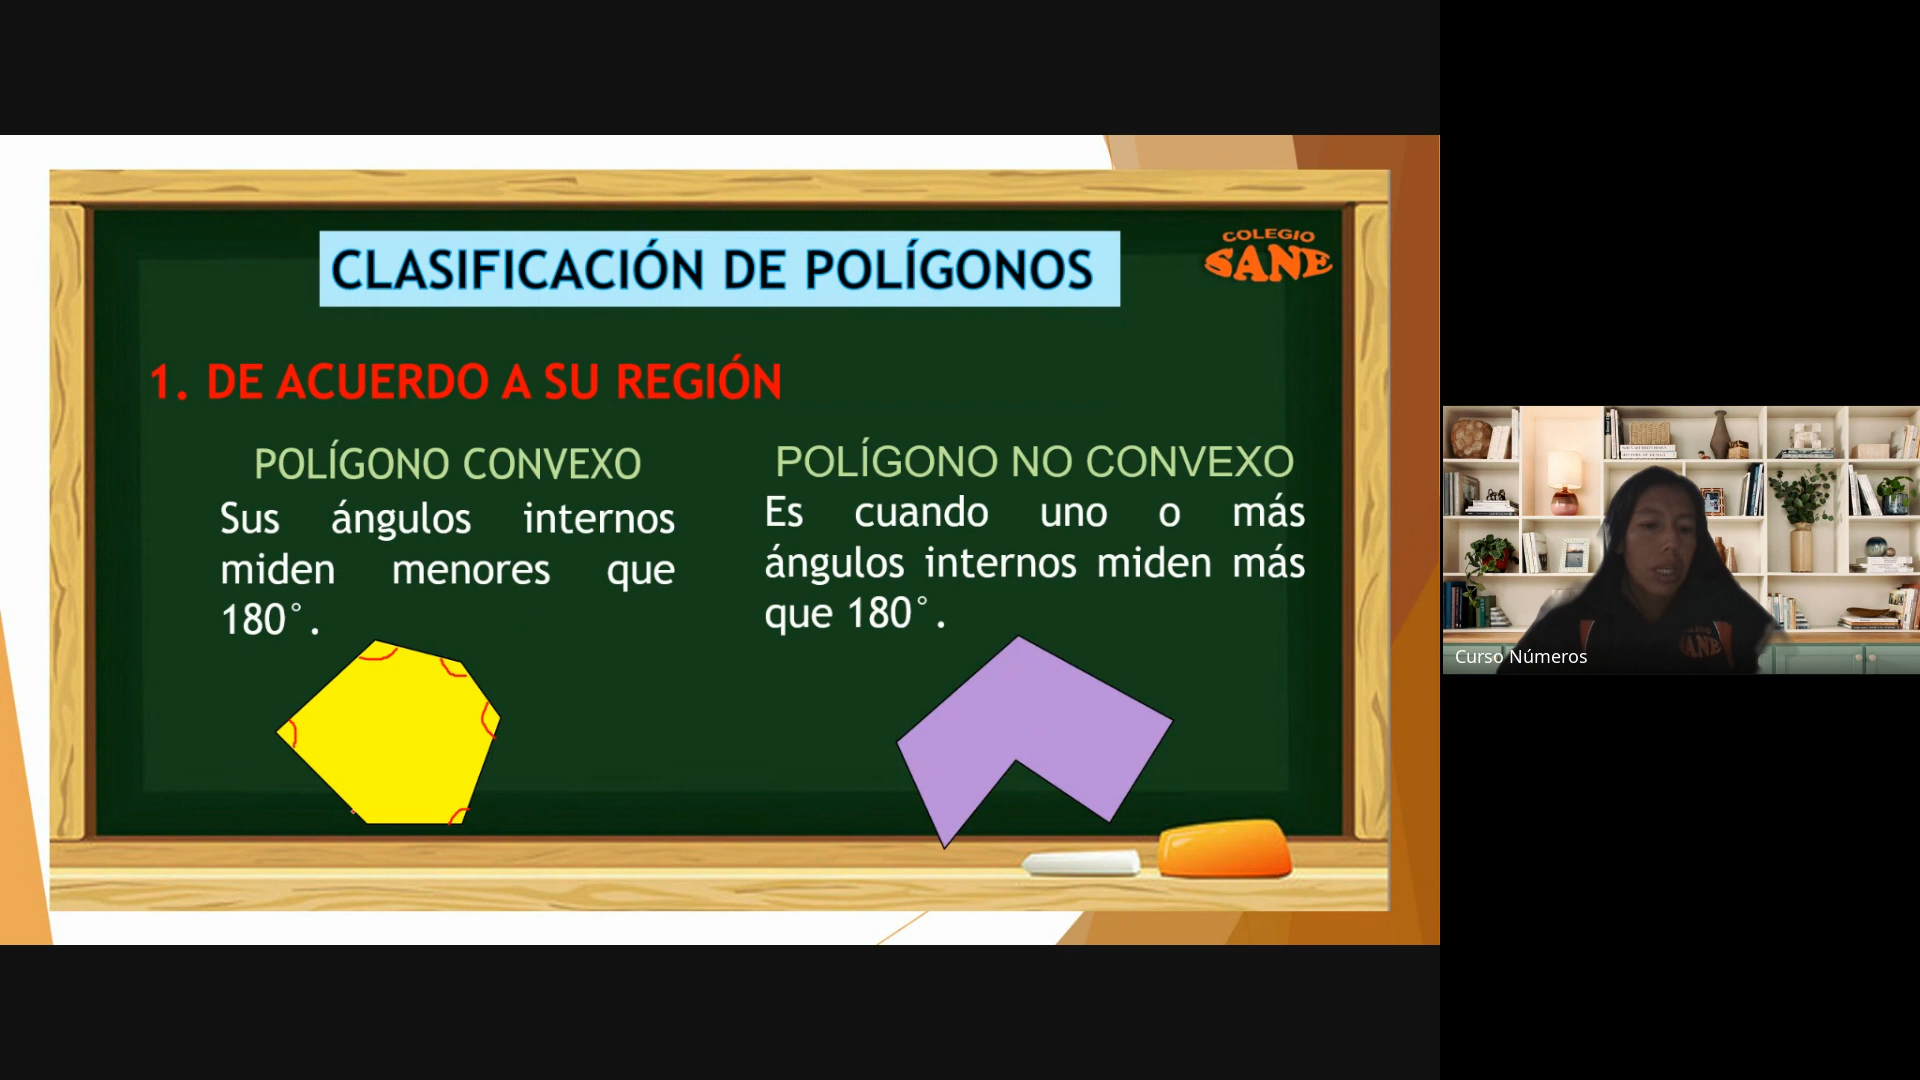 CLASIFICACIÓN DE POLÍGONOS
COLEGIO
SANE
1. DE ACUERDO A SU REGIÓN
POLÍGONO CONVEXO
Sus ángulos internos
miden menores que
180°.
POLÍGONO NO CONVEXO
Es cuando uno o más
ángulos internos miden más
que 180°.
SANE
Curso Números